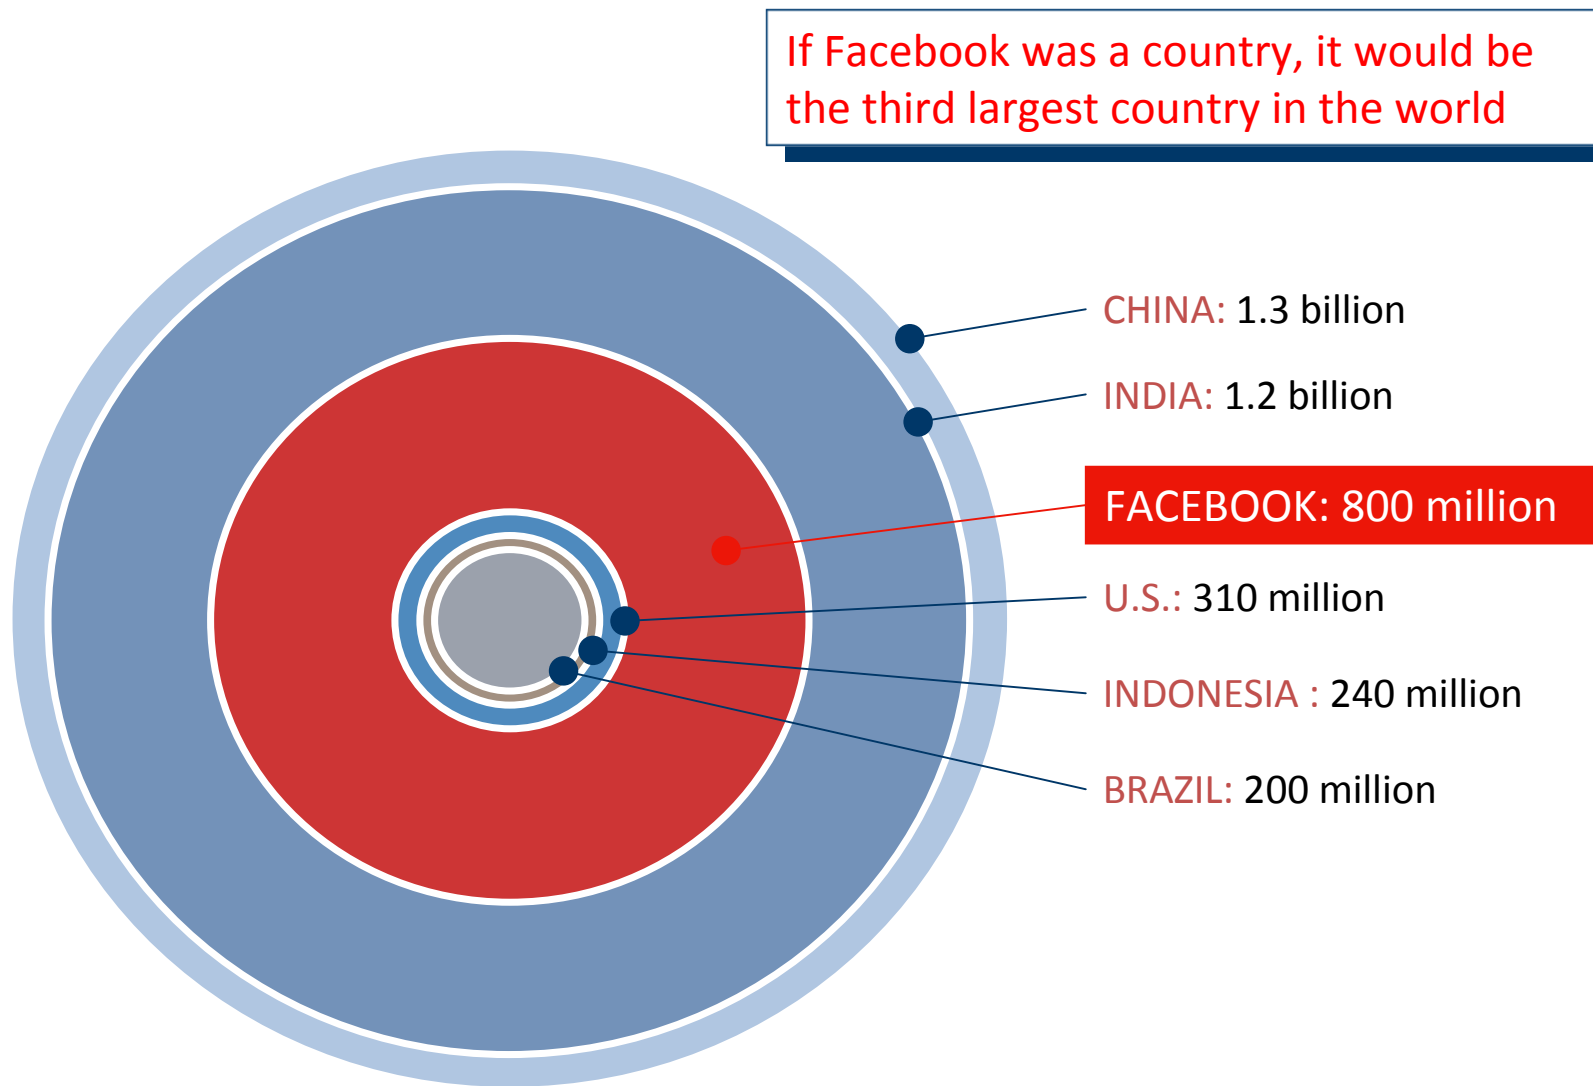 If Facebook was a country, it would be
the third largest country in the world
CHINA: 1.3 billion
INDIA: 1.2 billion
FACEBOOK: 800 million
U.S.: 310 million
INDONESIA : 240 million
BRAZIL: 200 million